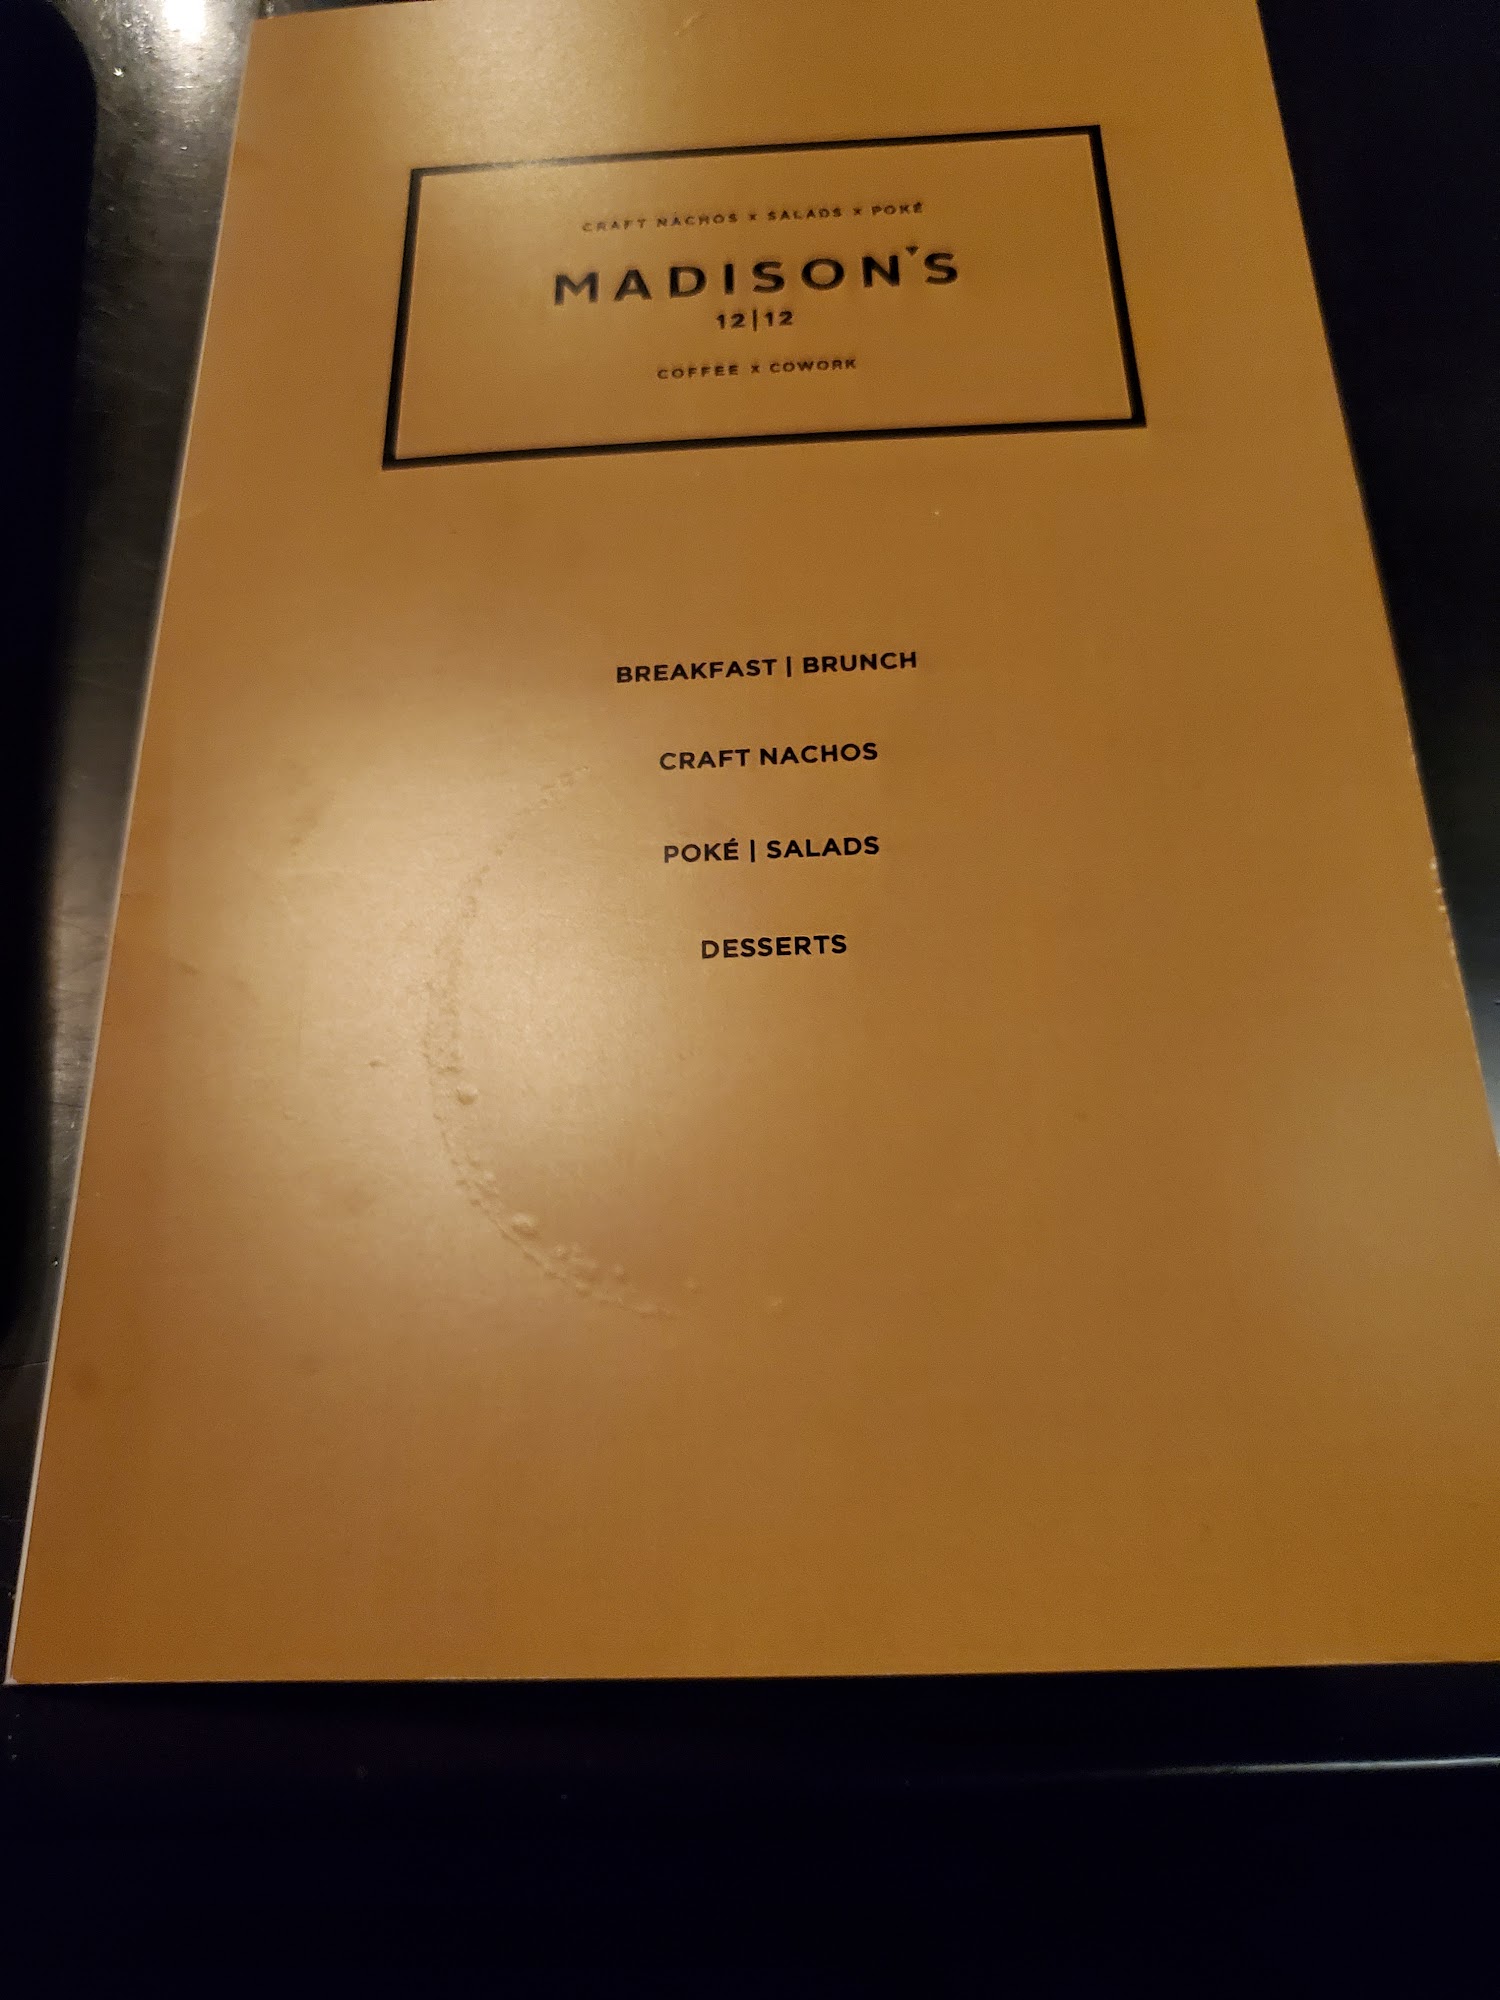 CRAFT NACHOS x SALADS x POKÉ
MADISON'S
12|12
COFFEE x COWORK
BREAKFAST | BRUNCH
CRAFT NACHOS
POKÉ | SALADS
DESSERTS